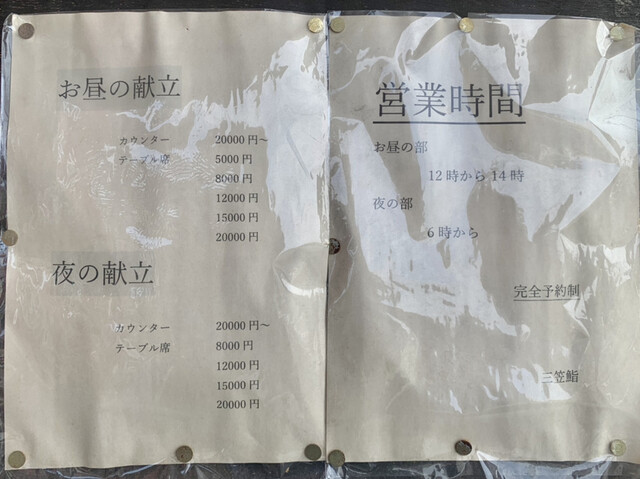 お昼の献立
カウンター 20000円～
テーブル席 5000円
8000円
12000円
15000円
20000円
夜の献立
カウンター 20000円～
テーブル席 8000円
12000円
15000円
20000円
営業時間
お昼の部
12時から14時
夜の部
6時から
完全予約制
三笠鮨